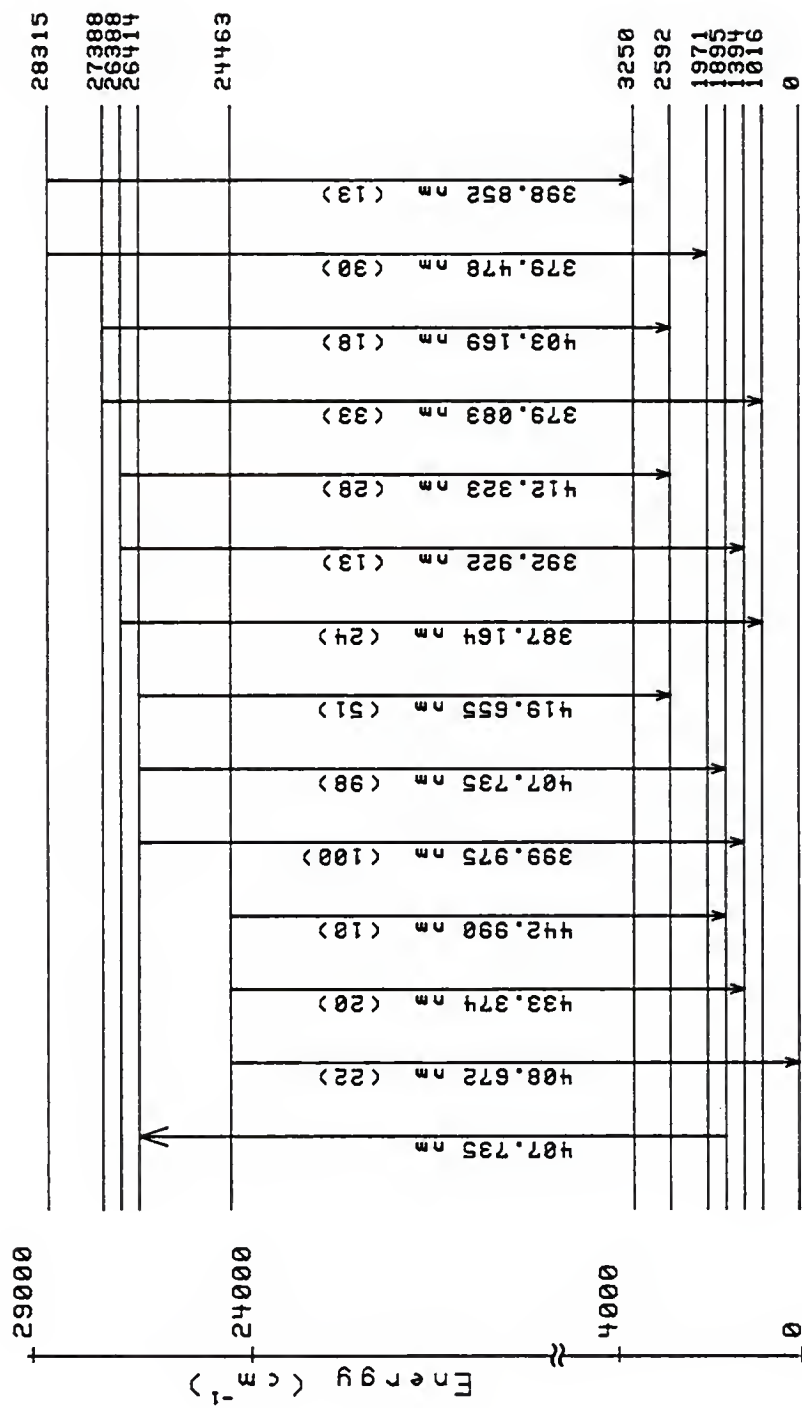 28315
27388
26388
26414
24463
3250
2592
1971
1895
1394
1016
0
398.852 nm (13)
379.478 nm (30)
403.169 nm (18)
379.083 nm (33)
412.323 nm (28)
392.922 nm (13)
387.164 nm (24)
419.655 nm (51)
407.735 nm (98)
399.975 nm (100)
442.990 nm (10)
433.374 nm (20)
408.672 nm (22)
407.735 nm
29000
24000
4000
0
Energy (cm⁻¹)